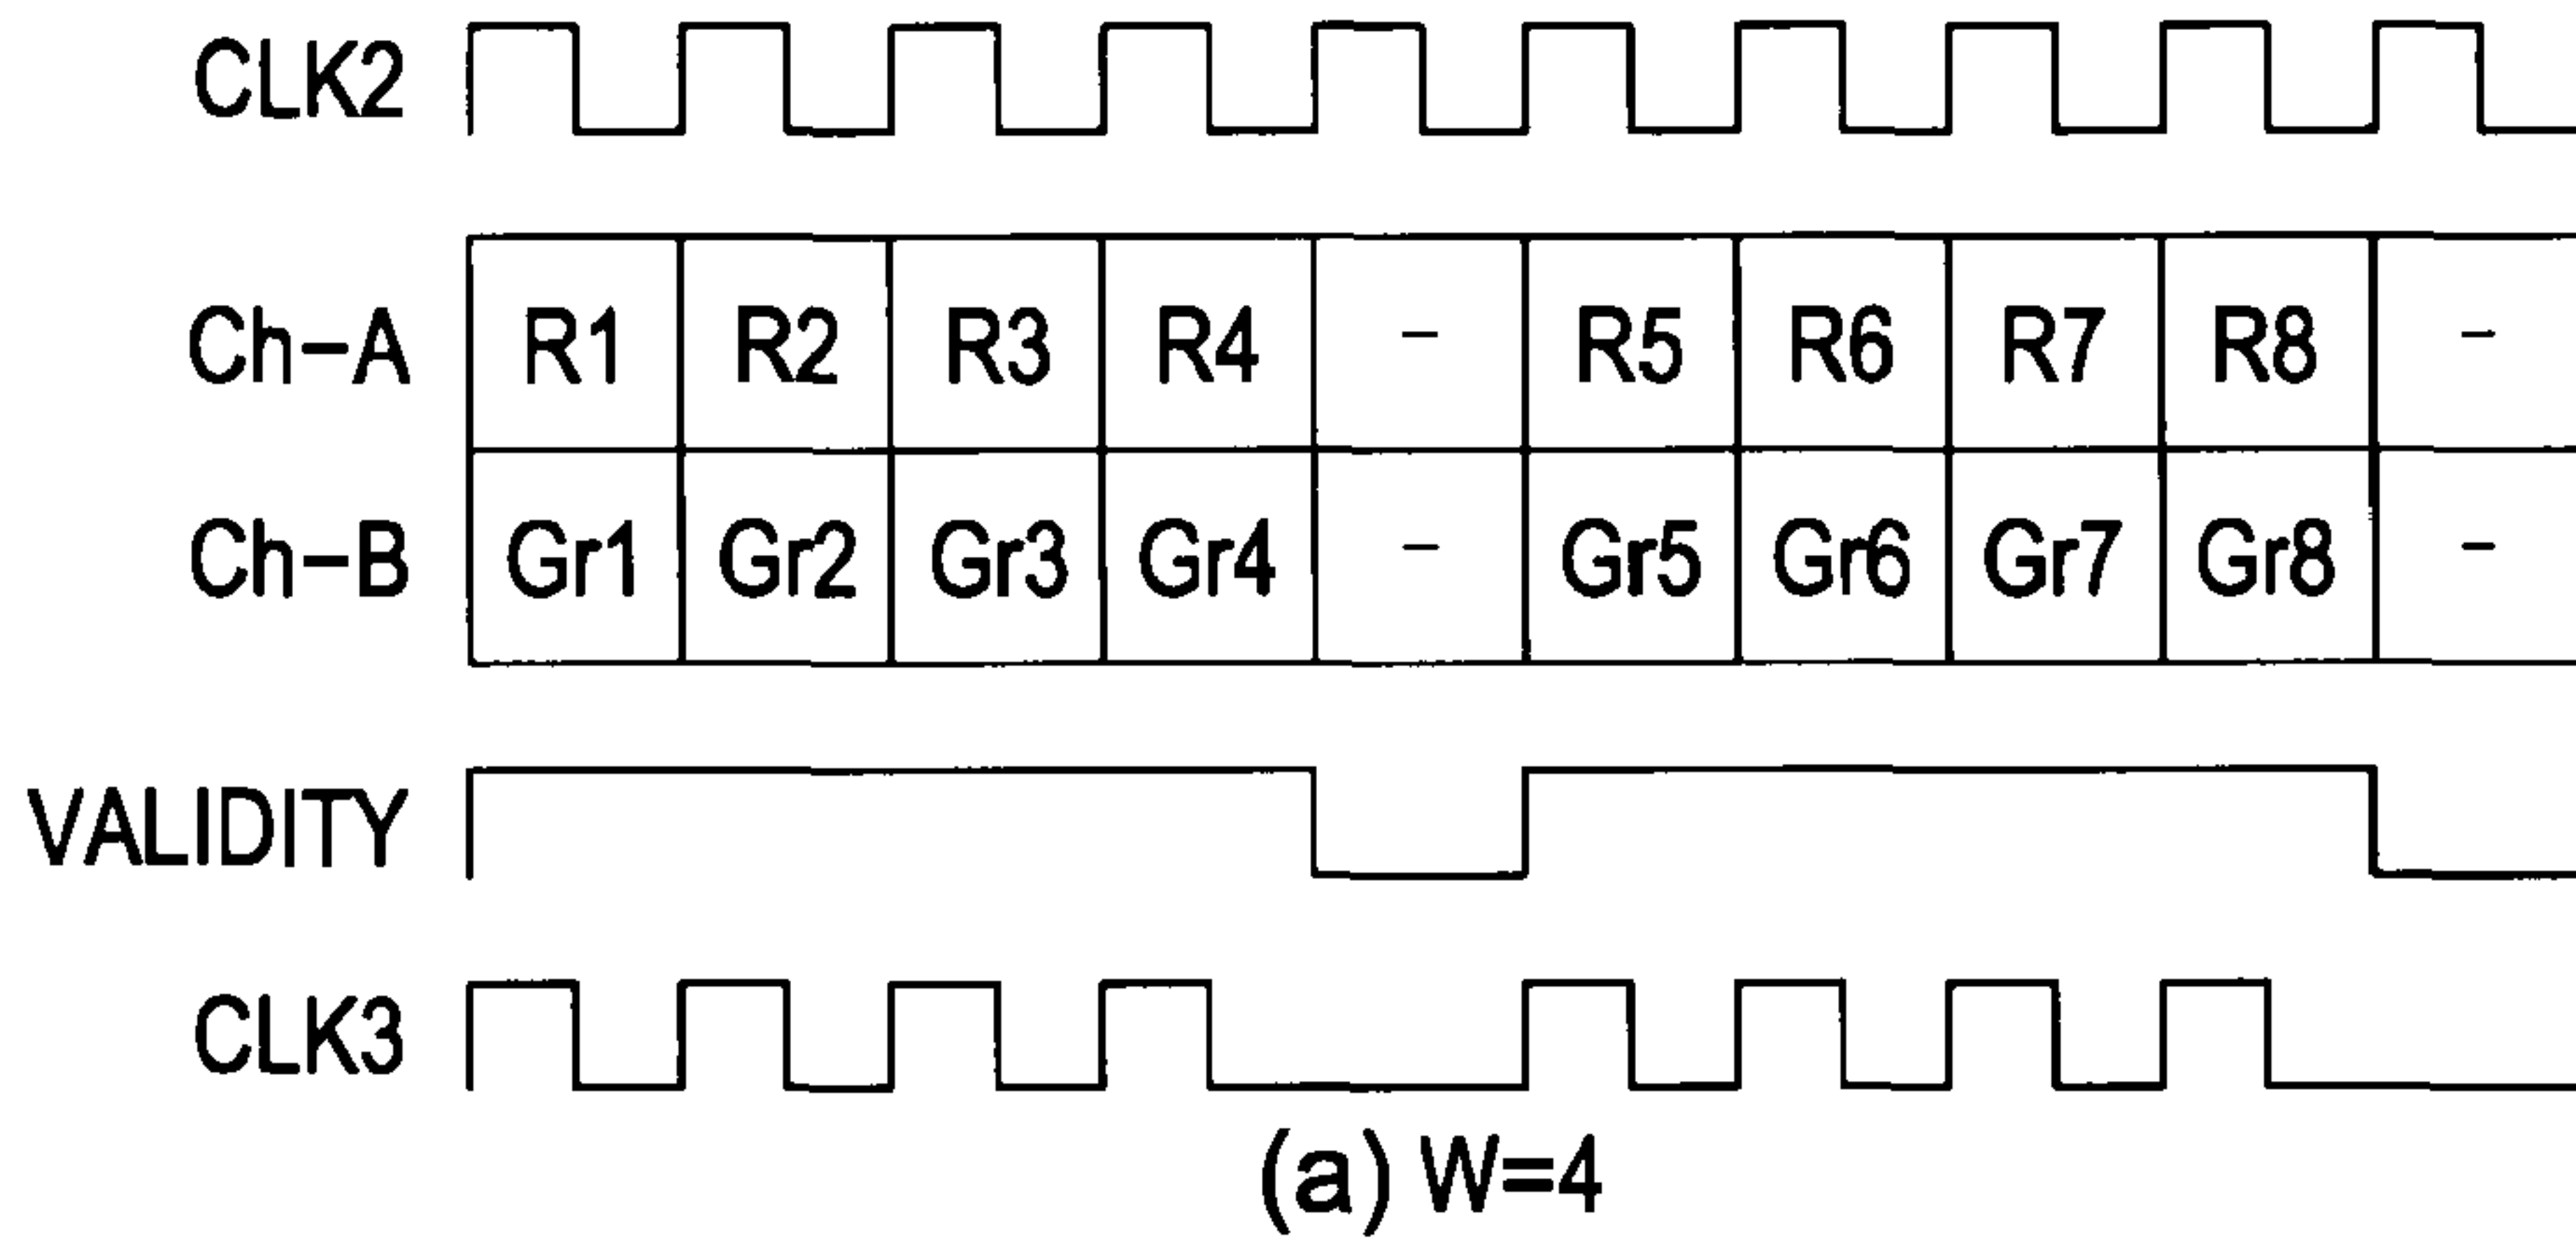 CLK2
Ch-A R1 R2 R3 R4 - R5 R6 R7 R8 -
Ch-B Gr1 Gr2 Gr3 Gr4 - Gr5 Gr6 Gr7 Gr8 -
VALIDITY
CLK3
(a) W=4